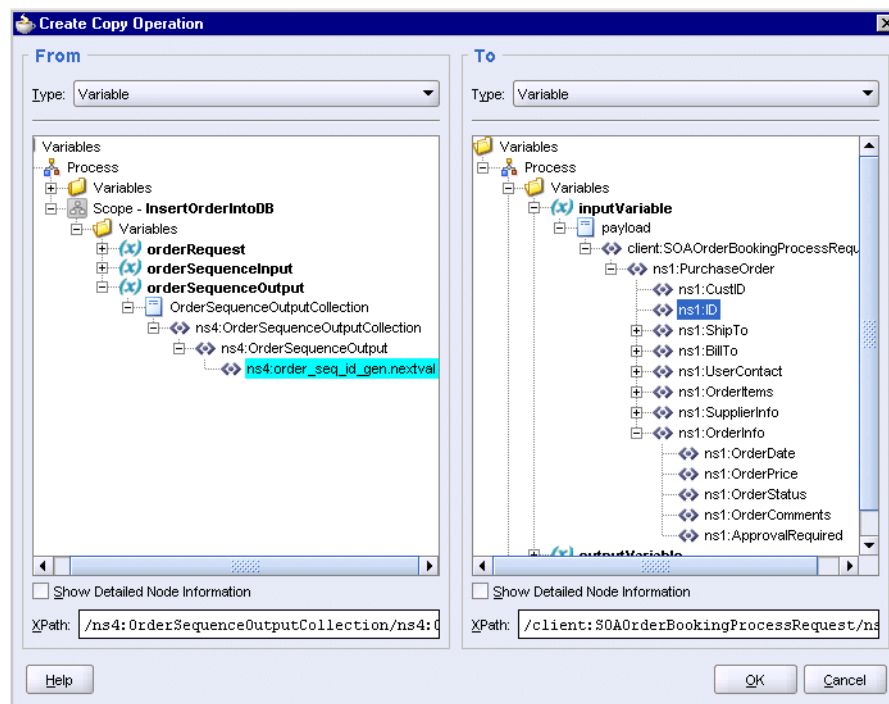 Create Copy Operation
From
Type: Variable
Variables
Process
Variables
Scope - InsertOrderIntoDB
Variables
(x) orderRequest
(x) orderSequenceInput
(x) orderSequenceOutput
OrderSequenceOutputCollection
ns4:OrderSequenceOutputCollection
ns4:OrderSequenceOutput
ns4:order_seq_id_gen.nextval
Show Detailed Node Information
XPath: /ns4:OrderSequenceOutputCollection/ns4:O
To
Type: Variable
Variables
Process
Variables
(x) inputVariable
payload
client:SOAOrderBookingProcessRequ
ns1:PurchaseOrder
ns1:CustID
ns1:ID
ns1:ShipTo
ns1:BillTo
ns1:UserContact
ns1:OrderItems
ns1:SupplierInfo
ns1:OrderInfo
ns1:OrderDate
ns1:OrderPrice
ns1:OrderStatus
ns1:OrderComments
ns1:ApprovalRequired
(x) outputVariable
Show Detailed Node Information
XPath: /client:SOAOrderBookingProcessRequest/ns
Help
OK
Cancel